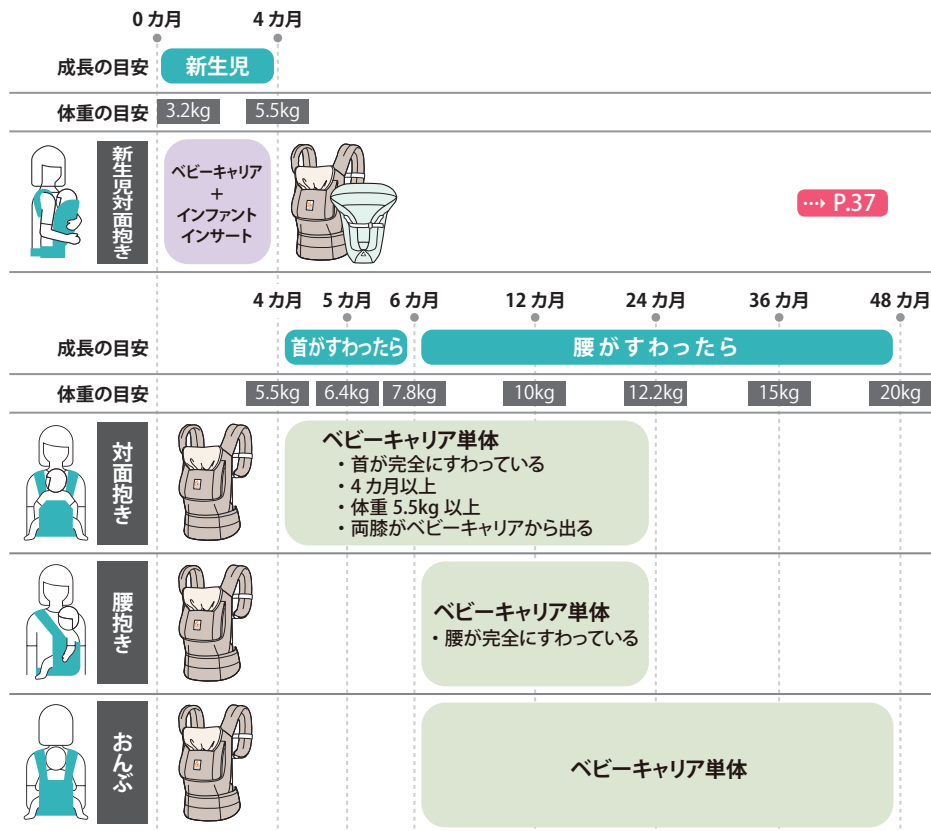 0 カ月
4 カ月
成長の目安
新生児
体重の目安
3.2kg
5.5kg
新生児対面抱き
ベビーキャリア
+
インファント
インサート
P.37
4 カ月
5 カ月
6 カ月
12 カ月
24 カ月
36 カ月
48 カ月
成長の目安
首がすわったら
腰がすわったら
体重の目安
5.5kg
6.4kg
7.8kg
10kg
12.2kg
15kg
20kg
対面抱き
ベビーキャリア単体
・首が完全にすわっている
・4 カ月以上
・体重 5.5kg 以上
・両膝がベビーキャリアから出る
腰抱き
ベビーキャリア単体
・腰が完全にすわっている
おんぶ
ベビーキャリア単体